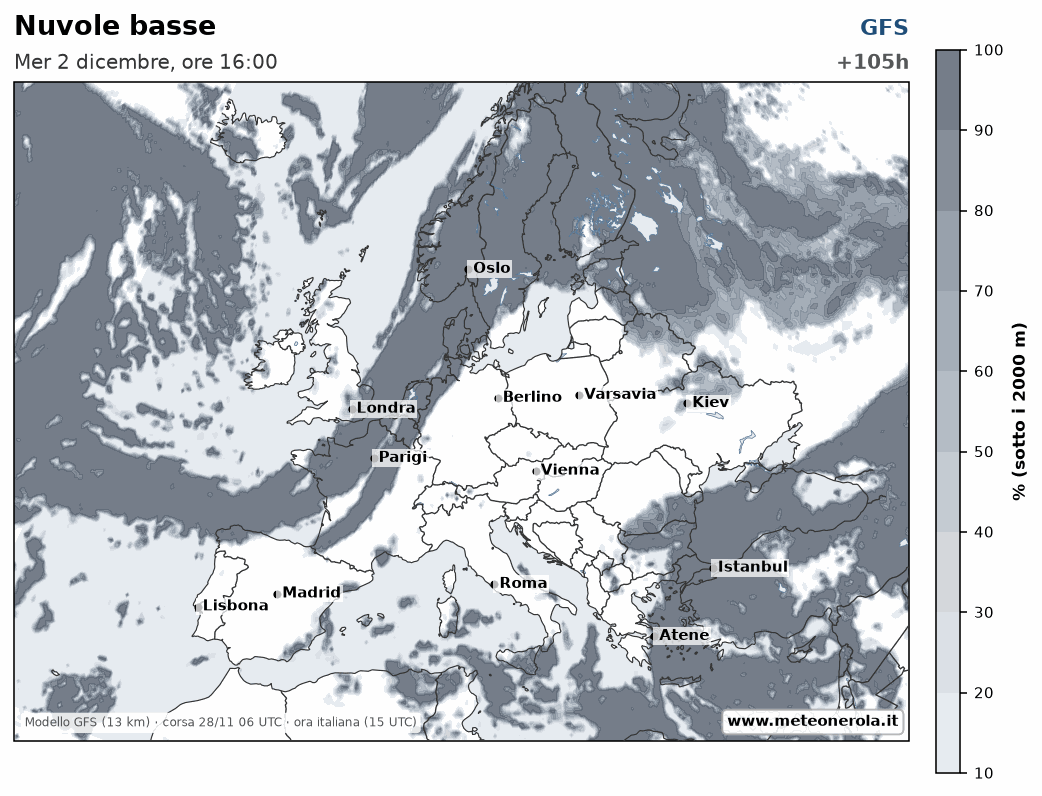 Nuvole basse
GFS
Mer 2 dicembre, ore 16:00
+105h
100
90
80
70
60
50
40
30
20
10
% (sotto i 2000 m)
Oslo
Londra
Berlino
Varsavia
Kiev
Parigi
Vienna
Istanbul
Roma
Madrid
Lisbona
Atene
Modello GFS (13 km) · corsa 28/11 06 UTC · ora italiana (15 UTC)
www.meteonerola.it